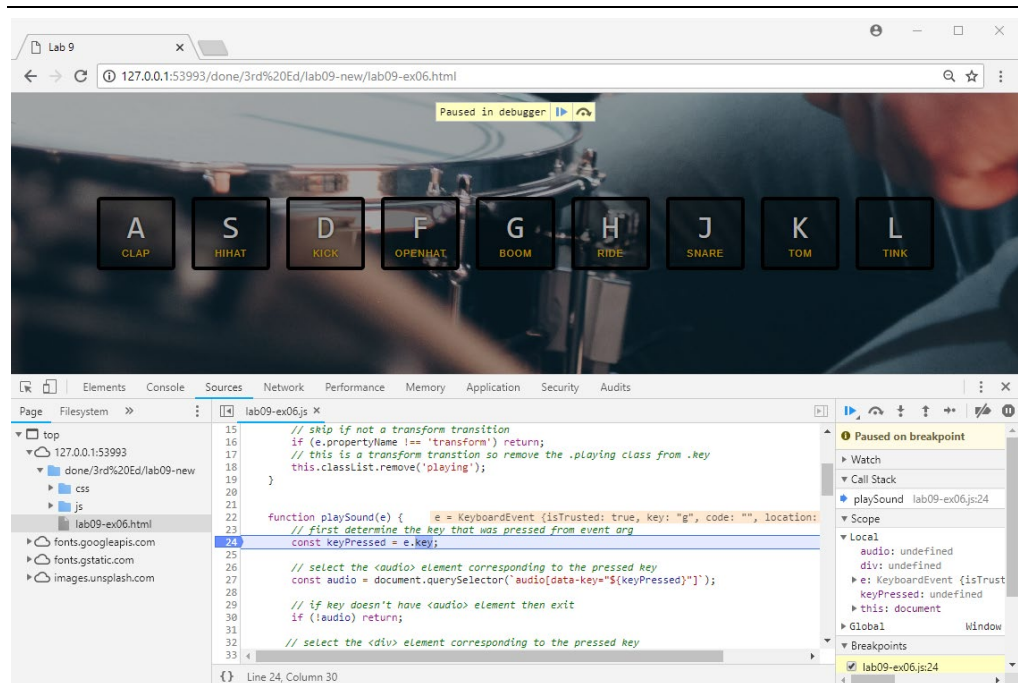 Lab 9
127.0.0.1:53993/done/3rd%20Ed/lab09-new/lab09-ex06.html
Paused in debugger
A S D F G H J K L
CLAP HIHAT KICK OPENHAT BOOM RIDE SNARE TOM TINK
Elements Console Sources Network Performance Memory Application Security Audits
Page Filesystem » lab09-ex06.js ×
top
127.0.0.1:53993
done/3rd%20Ed/lab09-new
css
js
lab09-ex06.html
fonts.googleapis.com
fonts.gstatic.com
images.unsplash.com
15 // skip if not a transform transition
16 if (e.propertyName !== 'transform') return;
17 // this is a transform transtion so remove the .playing class from .key
18 this.classList.remove('playing');
19 }
20
21
22 function playSound(e) { e = KeyboardEvent {isTrusted: true, key: "g", code: "", location:
23 // first determine the key that was pressed from event arg
24 const keyPressed = e.key;
25
26 // select the <audio> element corresponding to the pressed key
27 const audio = document.querySelector(`audio[data-key="${keyPressed}"]`);
28
29 // if key doesn't have <audio> element then exit
30 if (!audio) return;
31
32 // select the <div> element corresponding to the pressed key
33
{} Line 24, Column 30
Paused on breakpoint
Watch
Call Stack
playSound lab09-ex06.js:24
Scope
Local
audio: undefined
div: undefined
e: KeyboardEvent {isTrust
keyPressed: undefined
this: document
Global Window
Breakpoints
lab09-ex06.js:24